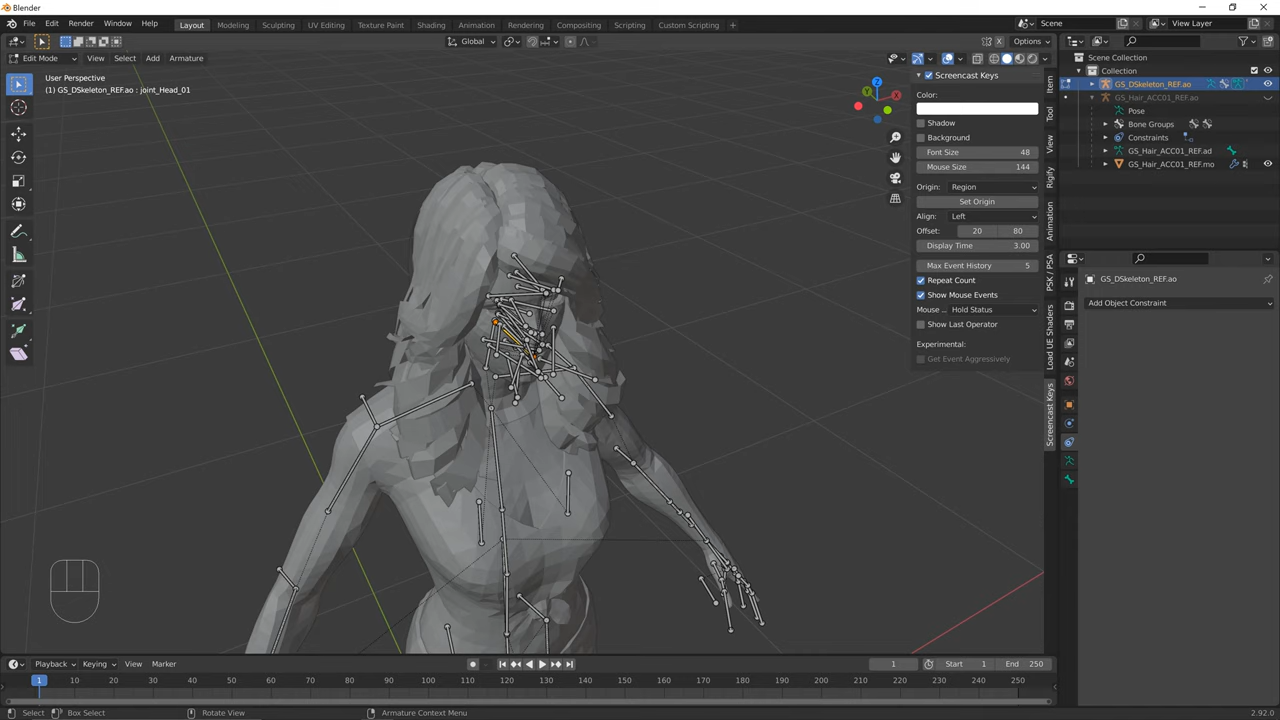 Blender
File Edit Render Window Help Layout Modeling Sculpting UV Editing Texture Paint Shading Animation Rendering Compositing Scripting Custom Scripting + Scene View Layer
Global Options
Edit Mode View Select Add Armature
User Perspective
(1) GS_DSkeleton_REF.ao : joint_Head_01
Z
Y
X
Screencast Keys
Color:
Shadow
Background
Font Size 48
Mouse Size 144
Origin: Region
Set Origin
Align: Left
Offset: 20 80
Display Time 3.00
Max Event History 5
Repeat Count
Show Mouse Events
Mouse ... Hold Status
Show Last Operator
Experimental:
Get Event Aggressively
Item
Tool
View
Rigify
Animation
PSK / PSA
Load UE Shaders
Screencast Keys
Scene Collection
Collection
GS_DSkeleton_REF.ao
GS_Hair_ACC01_REF.ao
Pose
Bone Groups
Constraints
GS_Hair_ACC01_REF.ad
GS_Hair_ACC01_REF.mo
GS_DSkeleton_REF.ao
Add Object Constraint
Playback Keying View Marker 1 Start 1 End 250
1 10 20 30 40 50 60 70 80 90 100 110 120 130 140 150 160 170 180 190 200 210 220 230 240 250
Select Box Select Rotate View Armature Context Menu 2.92.0